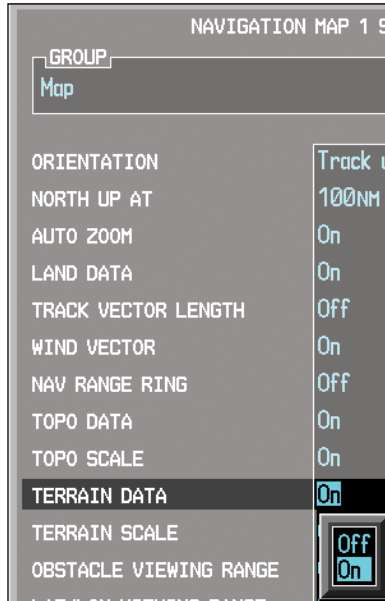 NAVIGATION MAP 1
GROUP
Map
ORIENTATION Track
NORTH UP AT 100NM
AUTO ZOOM On
LAND DATA On
TRACK VECTOR LENGTH Off
WIND VECTOR On
NAV RANGE RING Off
TOPO DATA On
TOPO SCALE On
TERRAIN DATA On
TERRAIN SCALE
Off
OBSTACLE VIEWING RANGE On